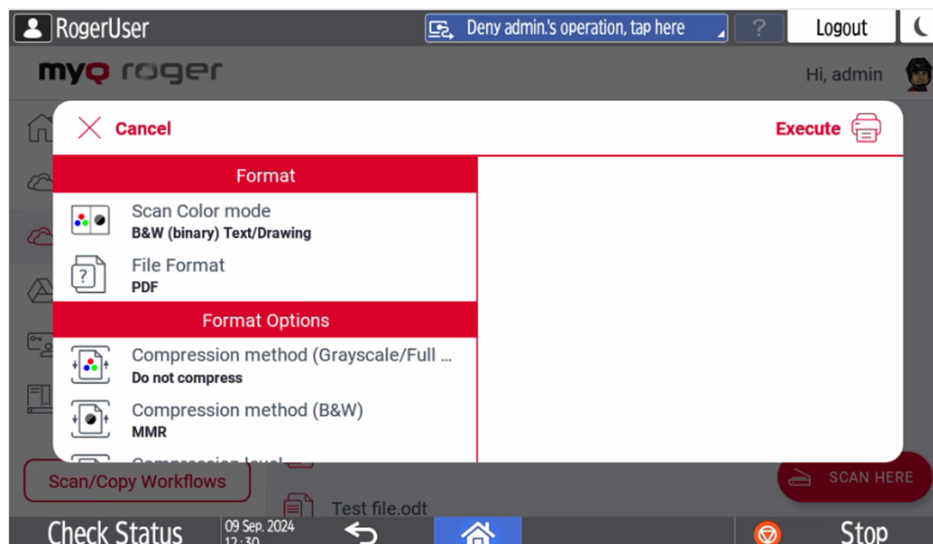 RogerUser
Deny admin.'s operation, tap here
?
Logout
myQ roger
Hi, admin
Cancel
Execute
Format
Scan Color mode
B&W (binary) Text/Drawing
File Format
PDF
Format Options
Compression method (Grayscale/Full ...
Do not compress
Compression method (B&W)
MMR
Compression level
Scan/Copy Workflows
SCAN HERE
Test file.odt
Check Status
09 Sep. 2024
12:30
Stop